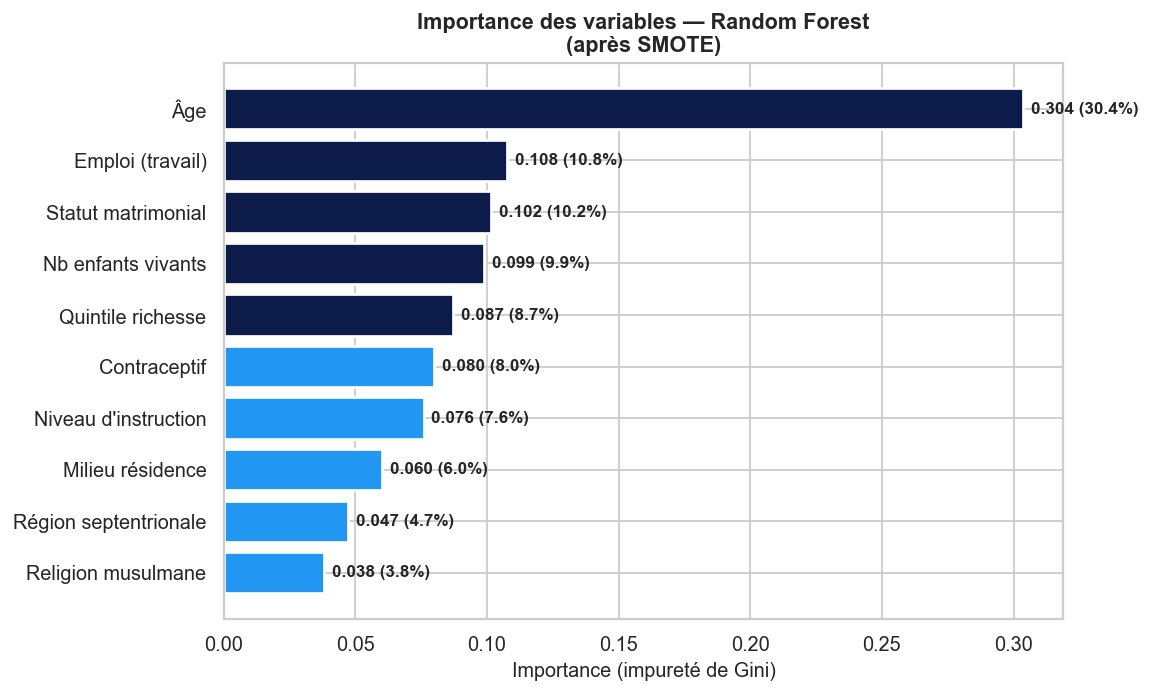 Importance des variables — Random Forest
(après SMOTE)
Âge
0.304 (30.4%)
Emploi (travail)
0.108 (10.8%)
Statut matrimonial
0.102 (10.2%)
Nb enfants vivants
0.099 (9.9%)
Quintile richesse
0.087 (8.7%)
Contraceptif
0.080 (8.0%)
Niveau d'instruction
0.076 (7.6%)
Milieu résidence
0.060 (6.0%)
Région septentrionale
0.047 (4.7%)
Religion musulmane
0.038 (3.8%)
0.00 0.05 0.10 0.15 0.20 0.25 0.30
Importance (impureté de Gini)